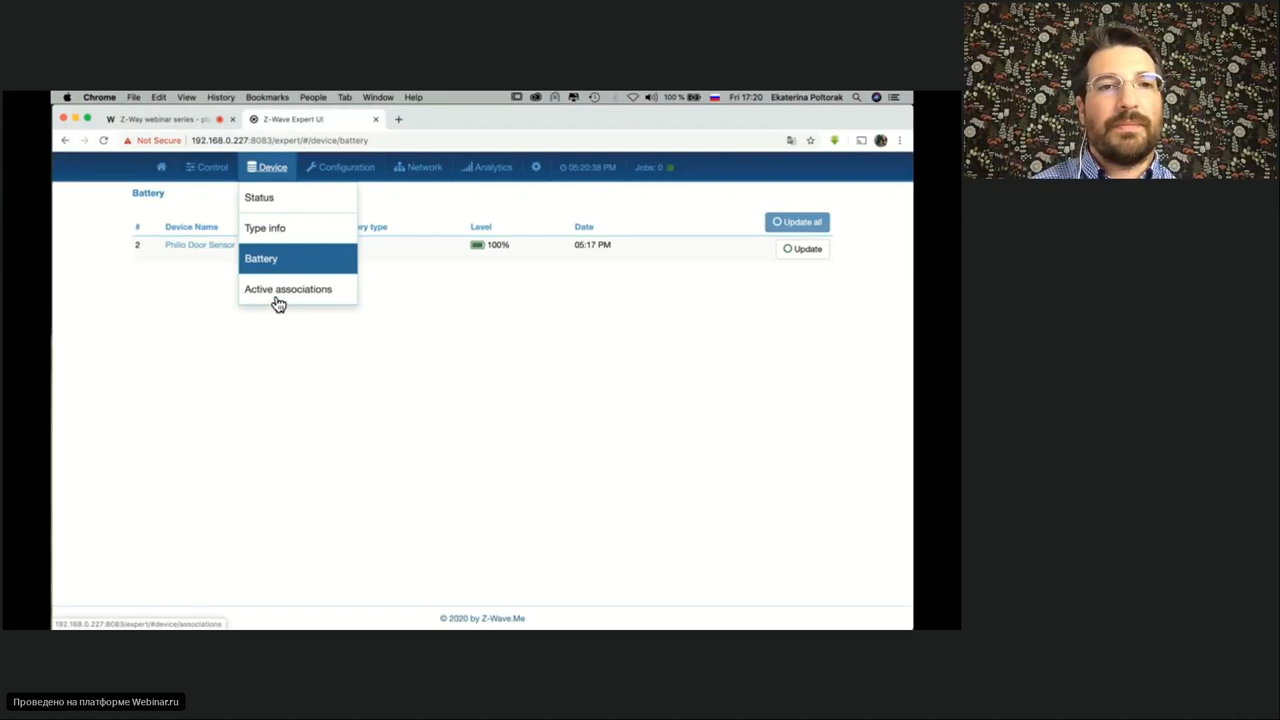 Chrome File Edit View History Bookmarks People Tab Window Help 100 % Fri 17:20 Ekaterina Poltorak
Z-Way webinar series - Z-Wave Expert UI
Not Secure 192.168.0.227:8083/expert/#/device/battery
Control Device Configuration Network Analytics 05:20:38 PM Jobs: 0
Battery
Status
Update all
# Device Name type Level Date
Type info
2 Philio Door Sensor 100% 05:17 PM
Update
Battery
Active associations
© 2020 by Z-Wave.Me
192.168.0.227:8083/expert/#device/associations
Проведено на платформе Webinar.ru